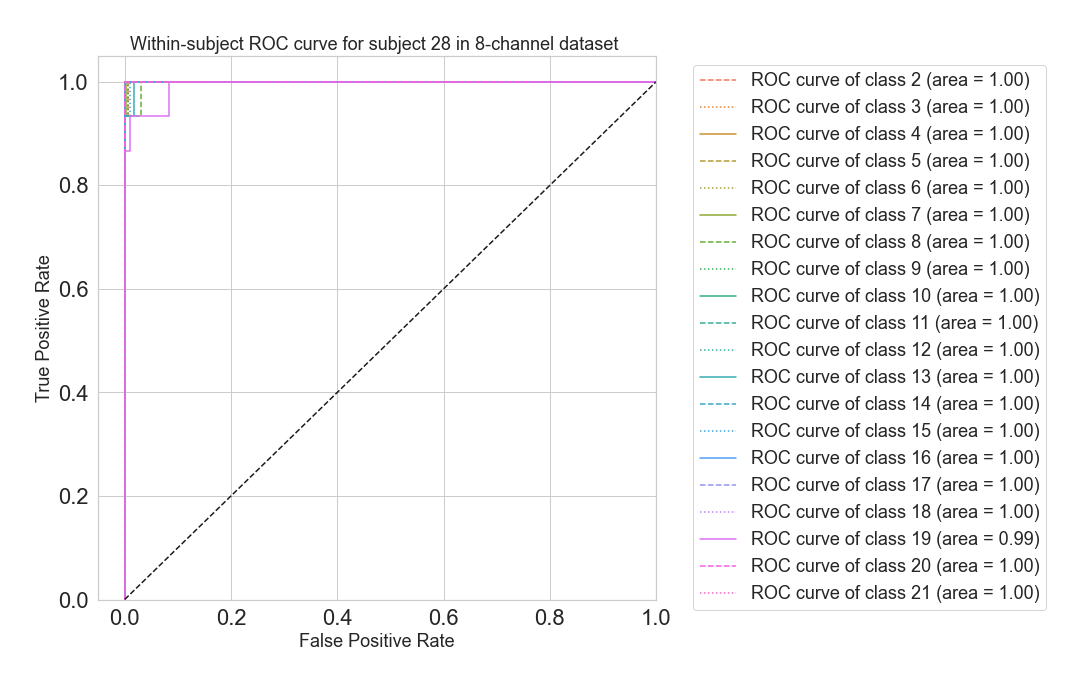 Within-subject ROC curve for subject 28 in 8-channel dataset
True Positive Rate
1.0
0.8
0.6
0.4
0.2
0.0
0.0 0.2 0.4 0.6 0.8 1.0
False Positive Rate
ROC curve of class 2 (area = 1.00)
ROC curve of class 3 (area = 1.00)
ROC curve of class 4 (area = 1.00)
ROC curve of class 5 (area = 1.00)
ROC curve of class 6 (area = 1.00)
ROC curve of class 7 (area = 1.00)
ROC curve of class 8 (area = 1.00)
ROC curve of class 9 (area = 1.00)
ROC curve of class 10 (area = 1.00)
ROC curve of class 11 (area = 1.00)
ROC curve of class 12 (area = 1.00)
ROC curve of class 13 (area = 1.00)
ROC curve of class 14 (area = 1.00)
ROC curve of class 15 (area = 1.00)
ROC curve of class 16 (area = 1.00)
ROC curve of class 17 (area = 1.00)
ROC curve of class 18 (area = 1.00)
ROC curve of class 19 (area = 0.99)
ROC curve of class 20 (area = 1.00)
ROC curve of class 21 (area = 1.00)